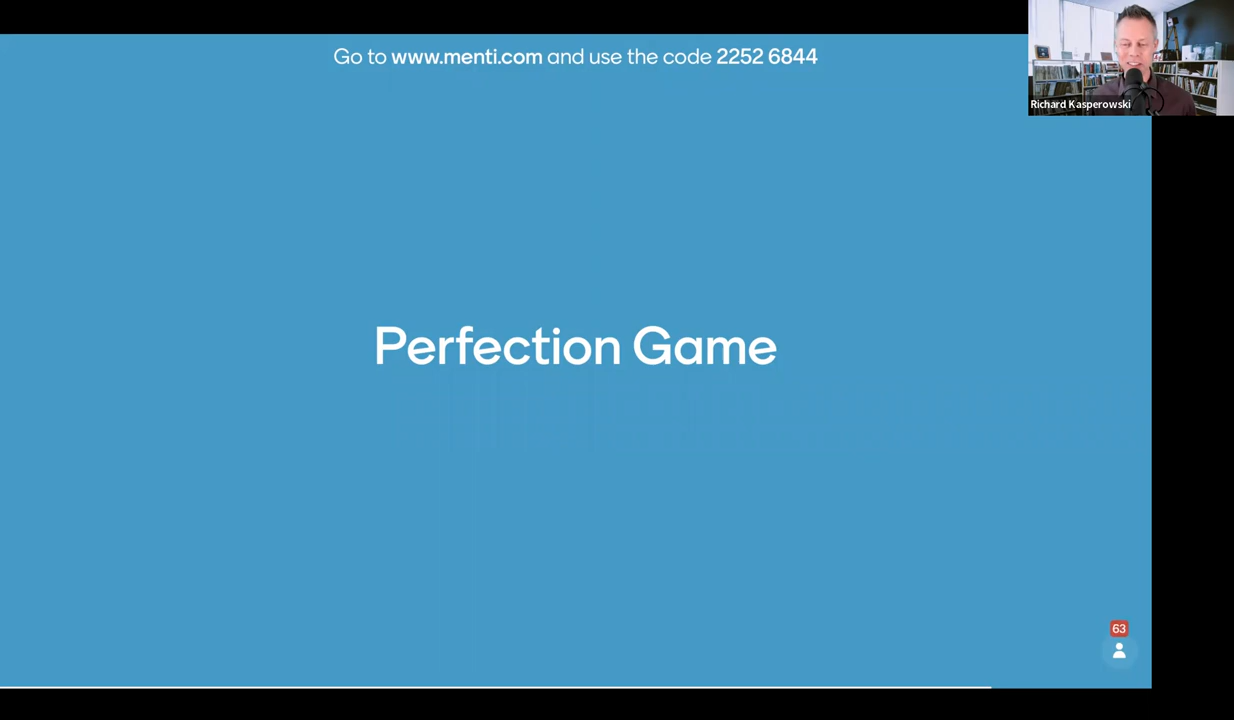 Go to www.menti.com and use the code 2252 6844
Richard Kasperowski
Perfection Game
63